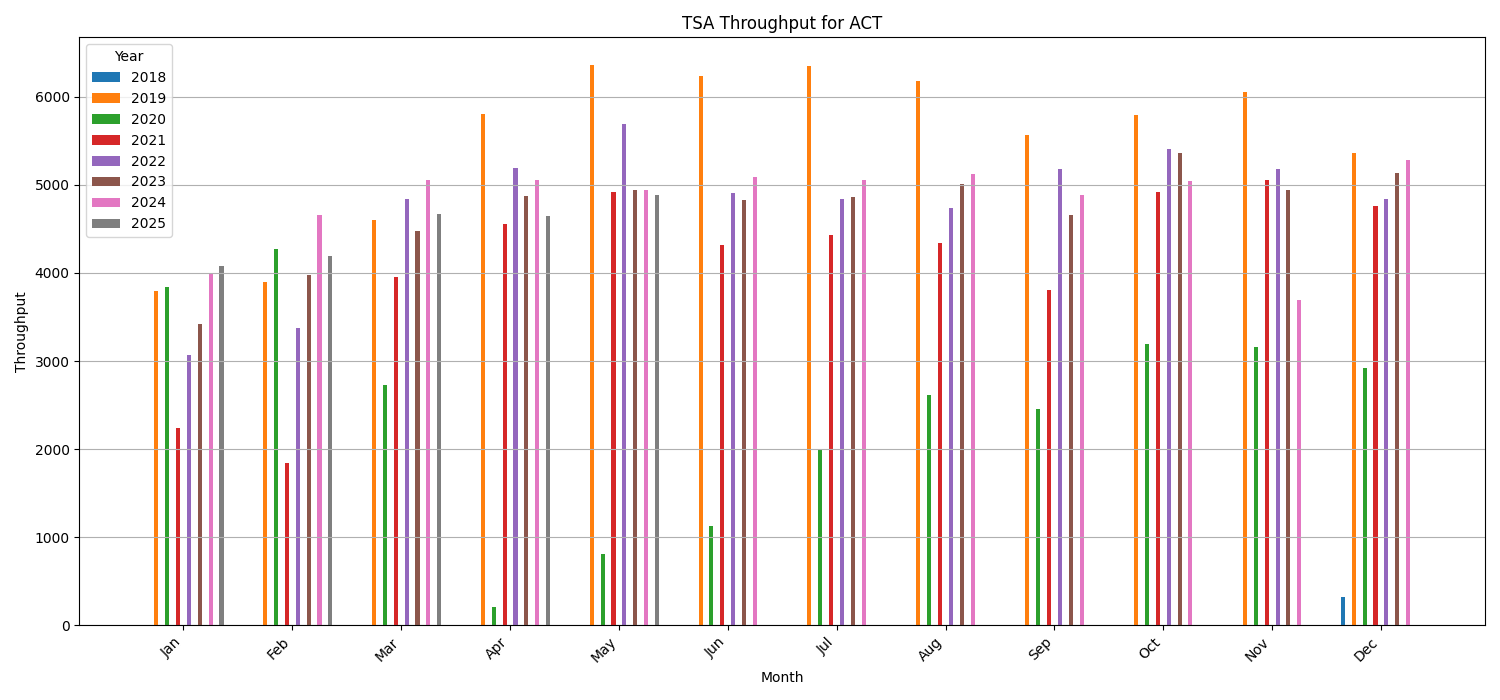 TSA Throughput for ACT
Year
2018
2019
2020
2021
2022
2023
2024
2025
6000
5000
4000
3000
2000
1000
0
Throughput
Jan
Feb
Mar
Apr
May
Jun
Jul
Aug
Sep
Oct
Nov
Dec
Month